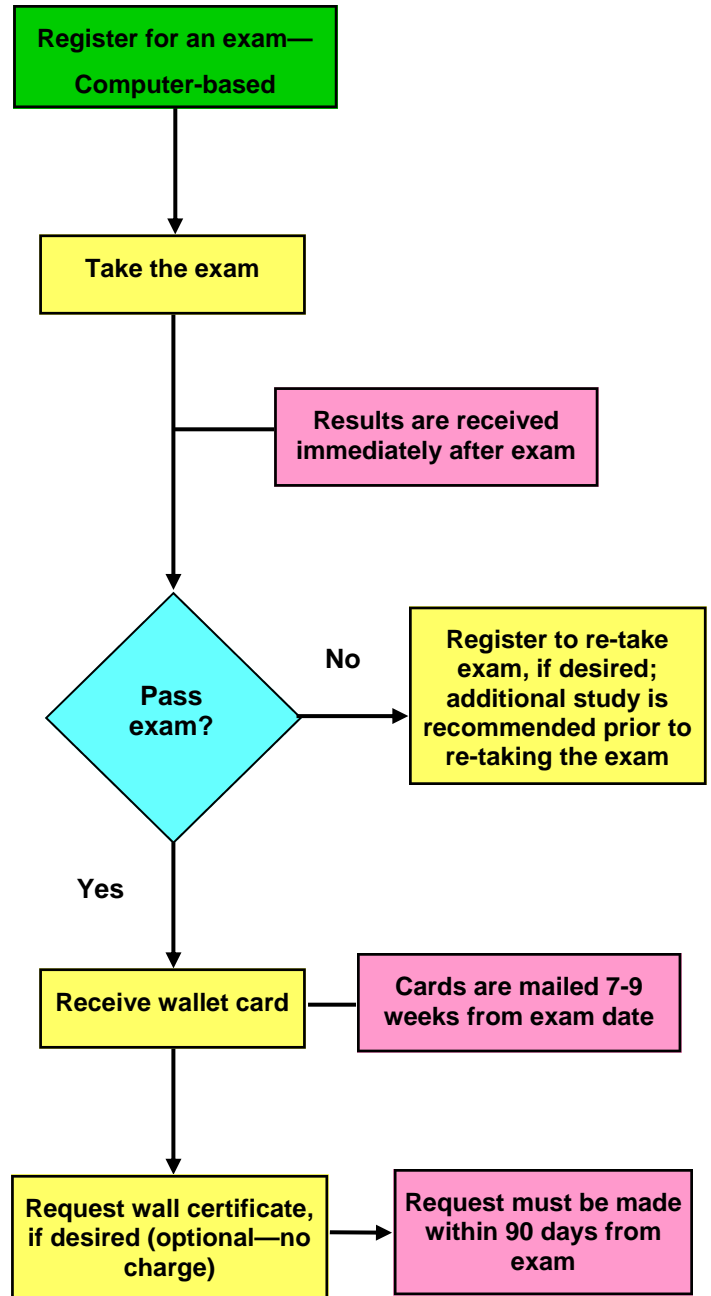 Register for an exam—
Computer-based
Take the exam
Results are received
immediately after exam
Pass
exam?
No
Register to re-take
exam, if desired;
additional study is
recommended prior to
re-taking the exam
Yes
Receive wallet card
Cards are mailed 7-9
weeks from exam date
Request wall certificate,
if desired (optional—no
charge)
Request must be made
within 90 days from
exam